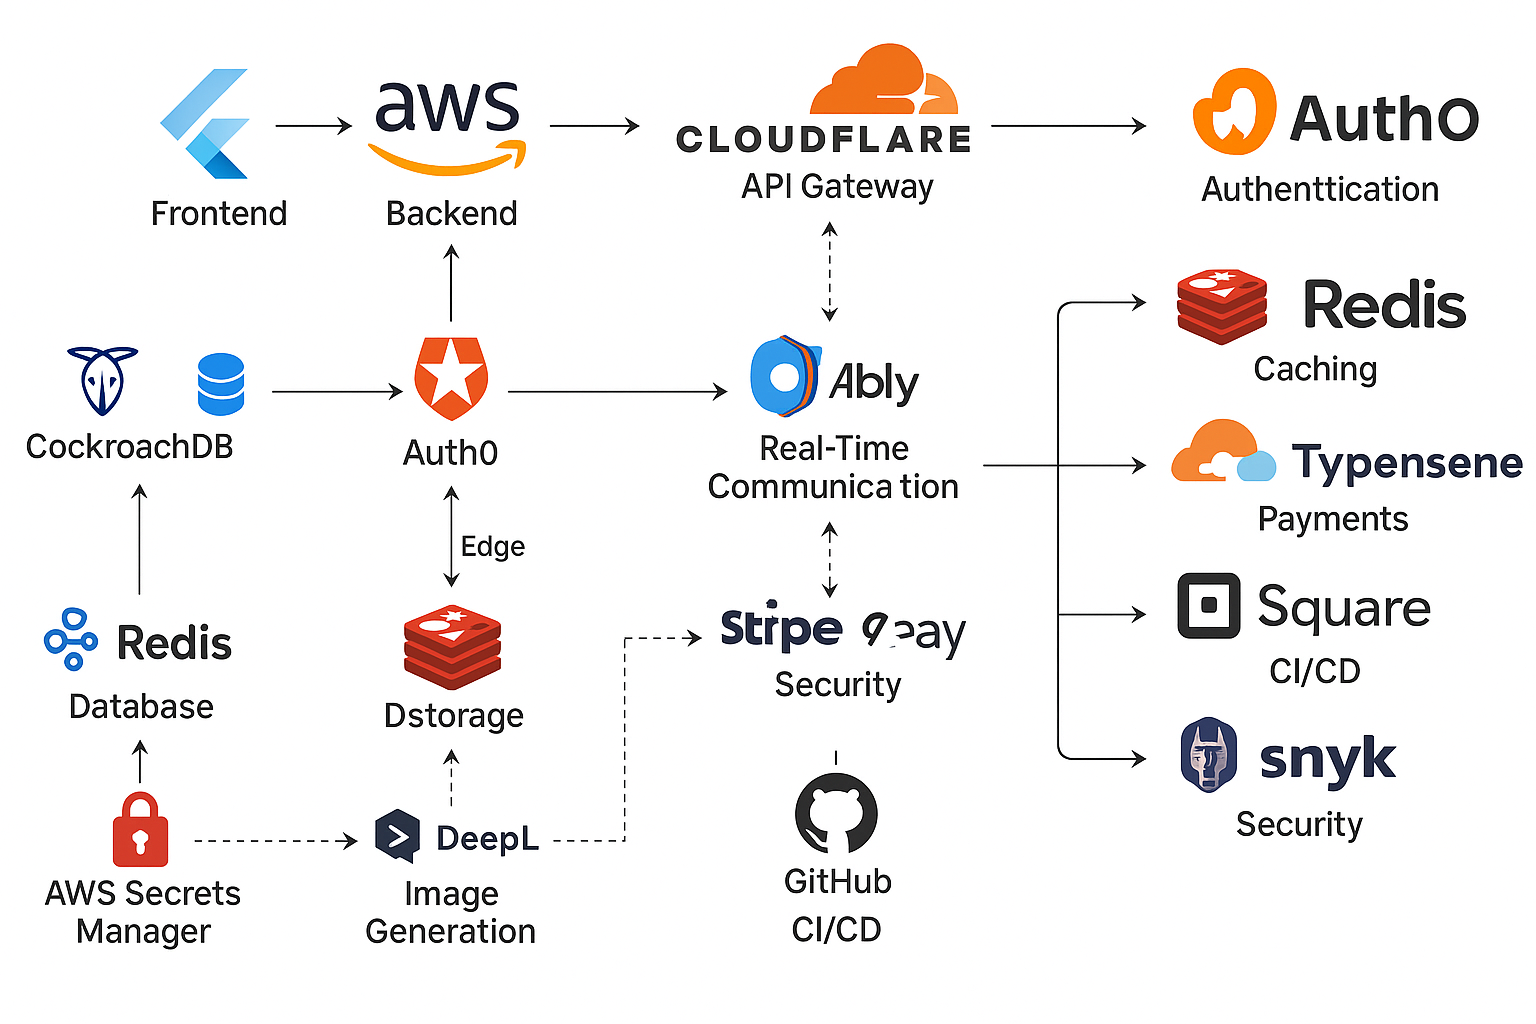 aws
CLOUDFLARE
Auth0
Frontend
Backend
API Gateway
Authenttication
Redis
Caching
CockroachDB
Auth0
Ably
Real-Time
Communica tion
Typensene
Payments
Edge
Redis
Database
Dstorage
Stripe
Security
Square
CI/CD
snyk
Security
AWS Secrets
Manager
DeepL
Image
Generation
GitHub
CI/CD